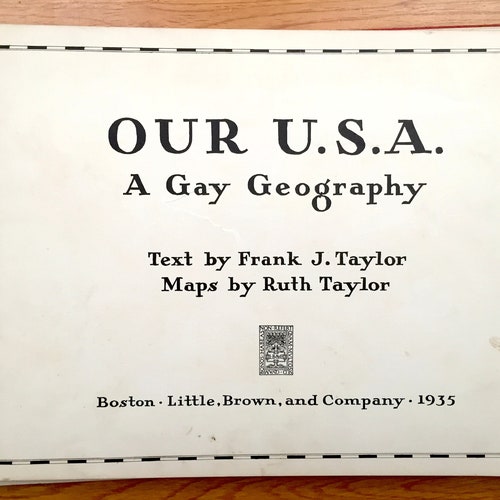 OUR U.S.A.
A Gay Geography
Text by Frank J. Taylor
Maps by Ruth Taylor
Boston · Little, Brown, and Company · 1935